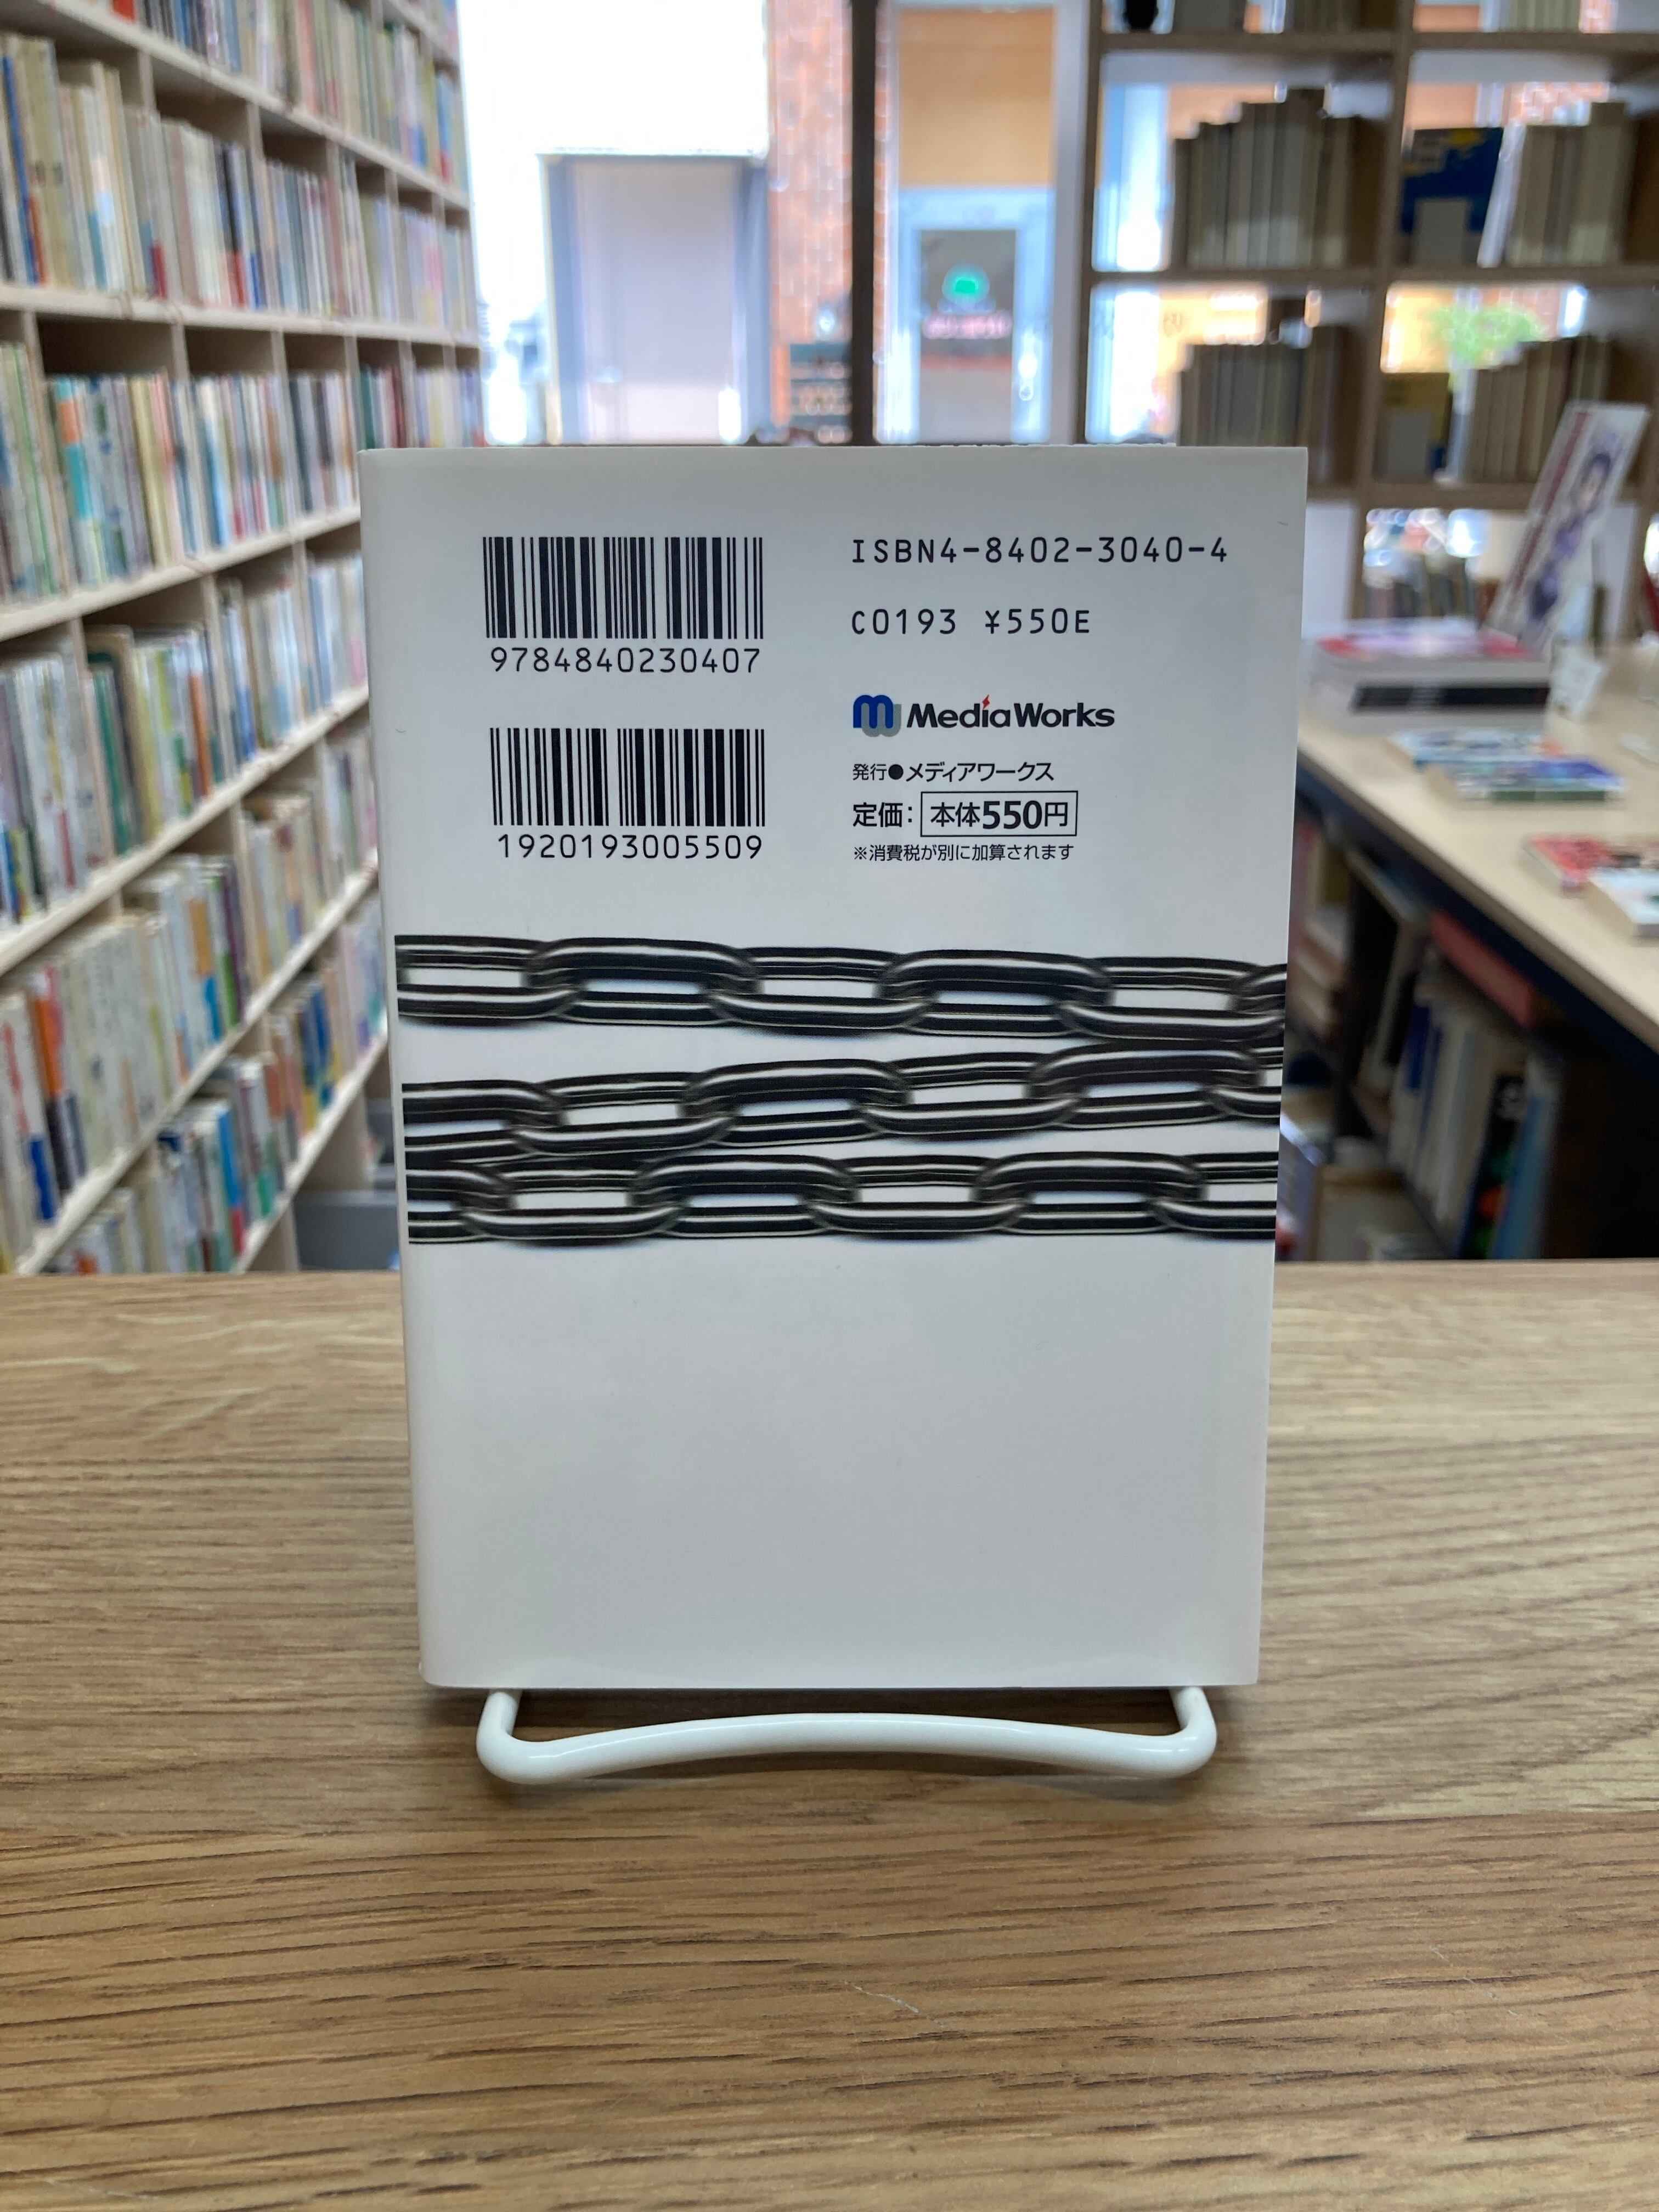 ISBN4-8402-3040-4
C0193 ¥550E
9784840230407
1920193005509
MediaWorks
発行●メディアワークス
定価：本体550円
※消費税が別に加算されます